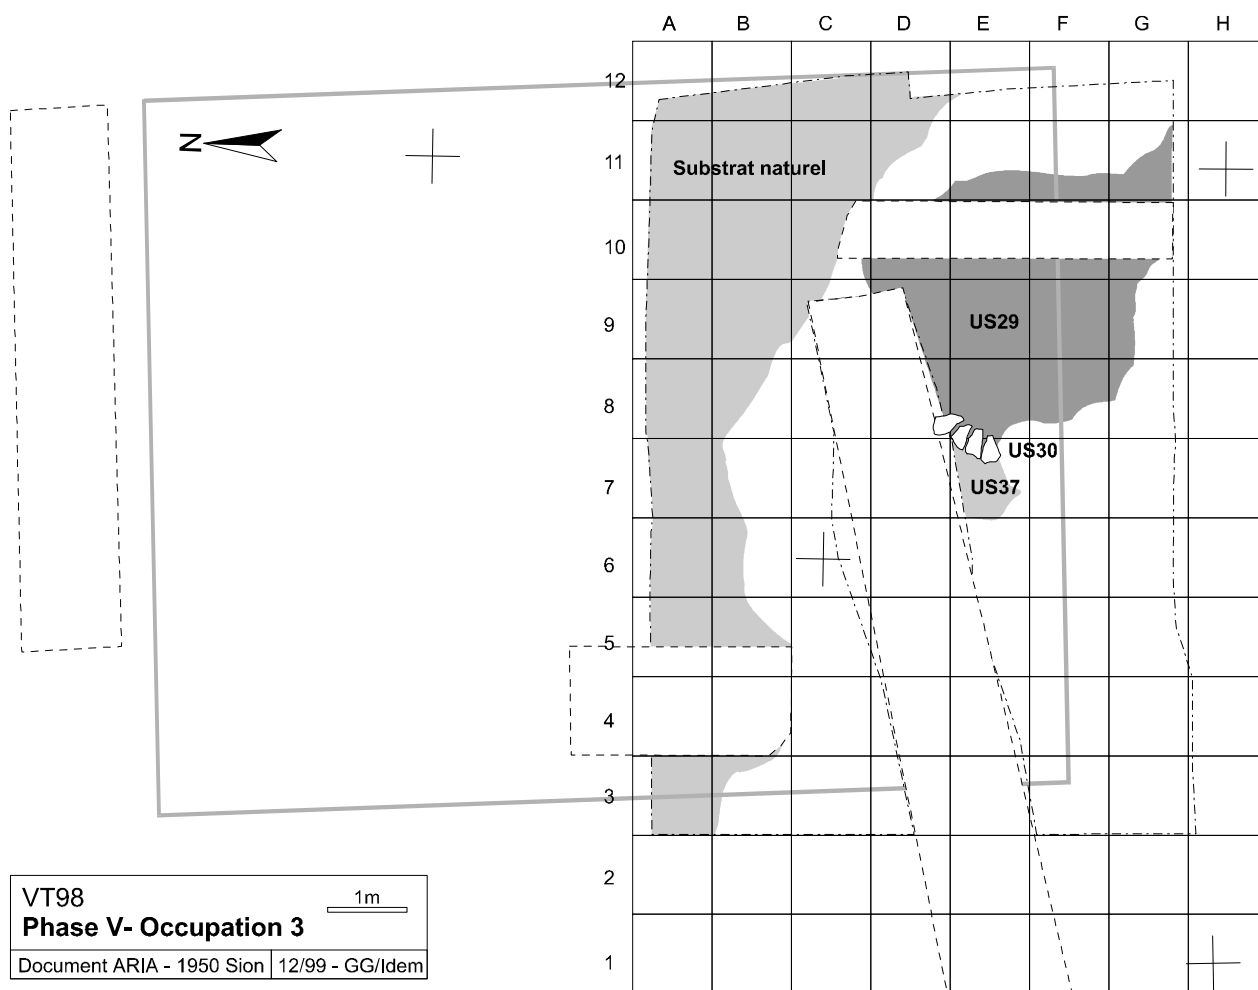 A B C D E F G H
12
N
11
Substrat naturel
10
9
US29
8
US30
7
US37
6
5
4
3
2
1
VT98
1m
Phase V- Occupation 3
Document ARIA - 1950 Sion 12/99 - GG/Idem